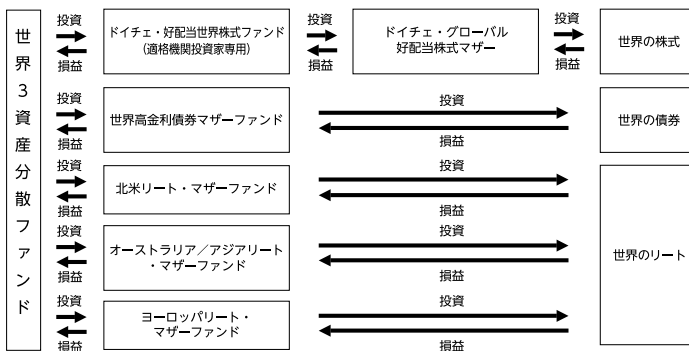 世界3資産分散ファンド
投資
損益
ドイチェ・好配当世界株式ファンド
(適格機関投資家専用)
投資
損益
ドイチェ・グローバル
好配当株式マザー
投資
損益
世界の株式
投資
損益
世界高金利債券マザーファンド
投資
損益
世界の債券
投資
損益
北米リート・マザーファンド
投資
損益
投資
損益
オーストラリア／アジアリート
・マザーファンド
投資
損益
世界のリート
投資
損益
ヨーロッパリート・
マザーファンド
投資
損益